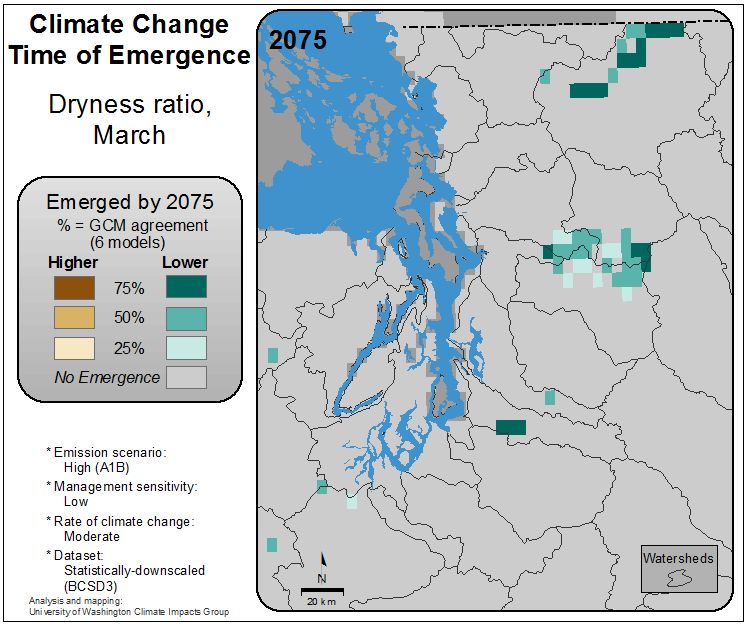 Climate Change
Time of Emergence
Dryness ratio,
March
Emerged by 2075
% = GCM agreement
(6 models)
Higher Lower
75%
50%
25%
No Emergence
* Emission scenario:
High (A1B)
* Management sensitivity:
Low
* Rate of climate change:
Moderate
* Dataset:
Statistically-downscaled
(BCSD3)
Analysis and mapping:
University of Washington Climate Impacts Group
2075
N
20 km
Watersheds